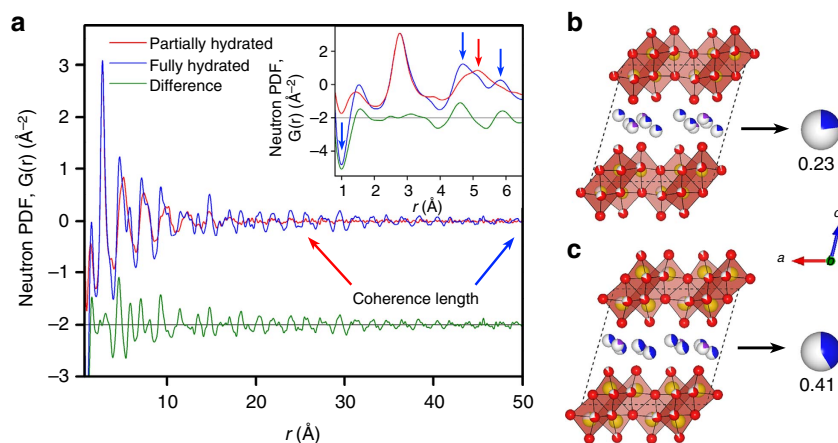 a
Partially hydrated
Fully hydrated
Difference
Neutron PDF, G(r) (Å⁻²)
3
2
1
0
−1
−2
−3
10
20
30
40
50
r (Å)
Coherence length
Neutron PDF,
G(r) (Å⁻²)
2
0
−2
−4
1
2
3
4
5
6
r (Å)
b
0.23
c
0.41
a
b